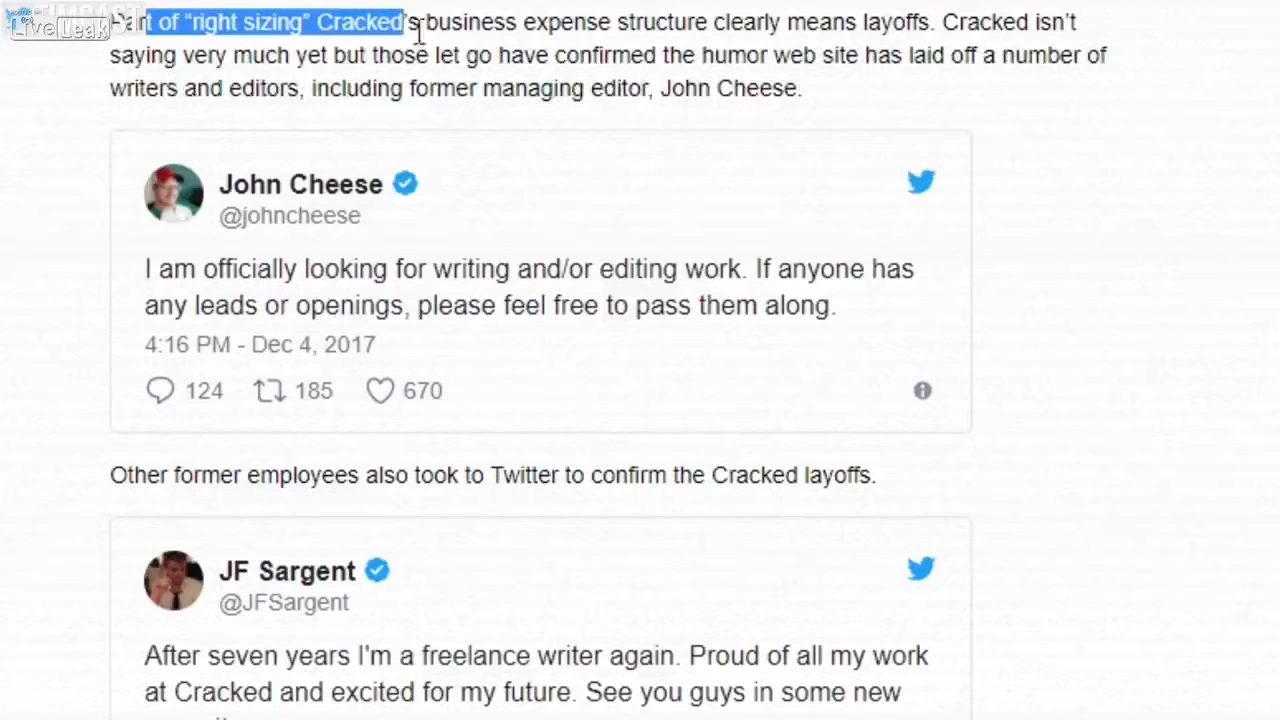 LiveLeak
Part of “right sizing” Cracked's business expense structure clearly means layoffs. Cracked isn’t
saying very much yet but those let go have confirmed the humor web site has laid off a number of
writers and editors, including former managing editor, John Cheese.
John Cheese
@johncheese
I am officially looking for writing and/or editing work. If anyone has
any leads or openings, please feel free to pass them along.
4:16 PM - Dec 4, 2017
124 185 670
Other former employees also took to Twitter to confirm the Cracked layoffs.
JF Sargent
@JFSargent
After seven years I'm a freelance writer again. Proud of all my work
at Cracked and excited for my future. See you guys in some new